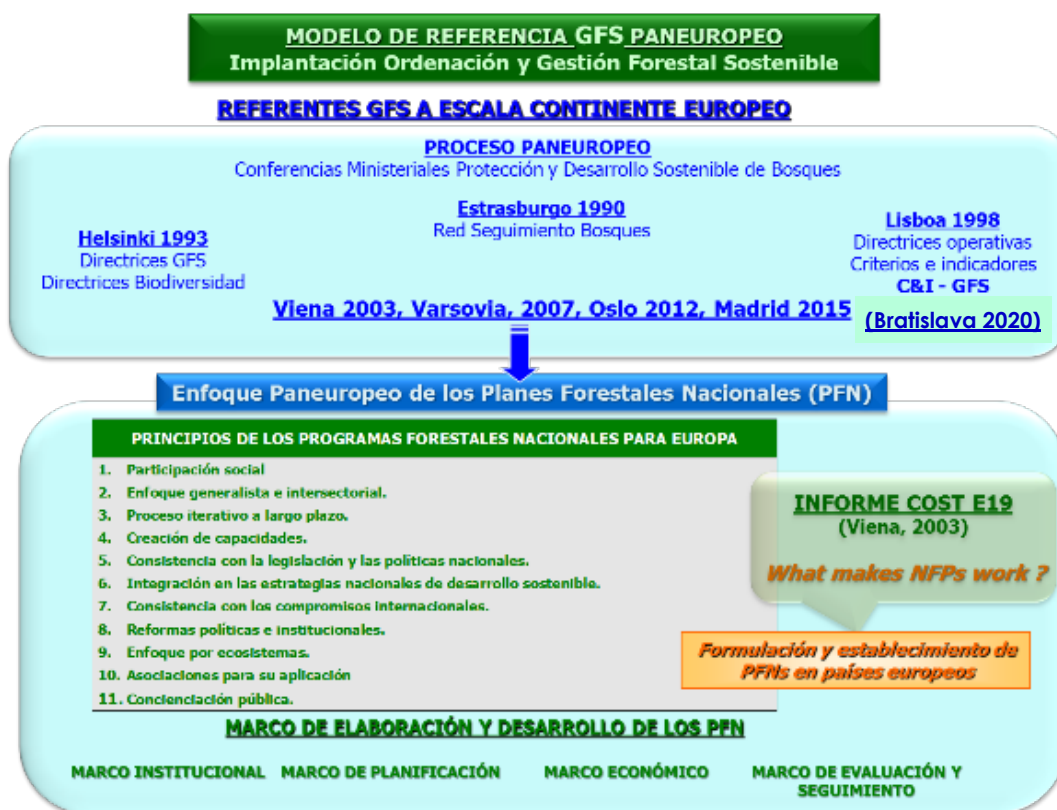 MODELO DE REFERENCIA GFS PANEUROPEO
Implantación Ordenación y Gestión Forestal Sostenible
REFERENTES GFS A ESCALA CONTINENTE EUROPEO
PROCESO PANEUROPEO
Conferencias Ministeriales Protección y Desarrollo Sostenible de Bosques
Estrasburgo 1990
Red Seguimiento Bosques
Helsinki 1993
Directrices GFS
Directrices Biodiversidad
Lisboa 1998
Directrices operativas
Criterios e indicadores
C&I - GFS
Viena 2003, Varsovia, 2007, Oslo 2012, Madrid 2015
(Bratislava 2020)
Enfoque Paneuropeo de los Planes Forestales Nacionales (PFN)
PRINCIPIOS DE LOS PROGRAMAS FORESTALES NACIONALES PARA EUROPA
1. Participación social
2. Enfoque generalista e intersectorial.
3. Proceso iterativo a largo plazo.
4. Creación de capacidades.
5. Consistencia con la legislación y las políticas nacionales.
6. Integración en las estrategias nacionales de desarrollo sostenible.
7. Consistencia con los compromisos internacionales.
8. Reformas políticas e institucionales.
9. Enfoque por ecosistemas.
10. Asociaciones para su aplicación
11. Concienciación pública.
INFORME COST E19
(Viena, 2003)
What makes NFPs work ?
Formulación y establecimiento de
PFNs en países europeos
MARCO DE ELABORACIÓN Y DESARROLLO DE LOS PFN
MARCO INSTITUCIONAL
MARCO DE PLANIFICACIÓN
MARCO ECONÓMICO
MARCO DE EVALUACIÓN Y
SEGUIMIENTO